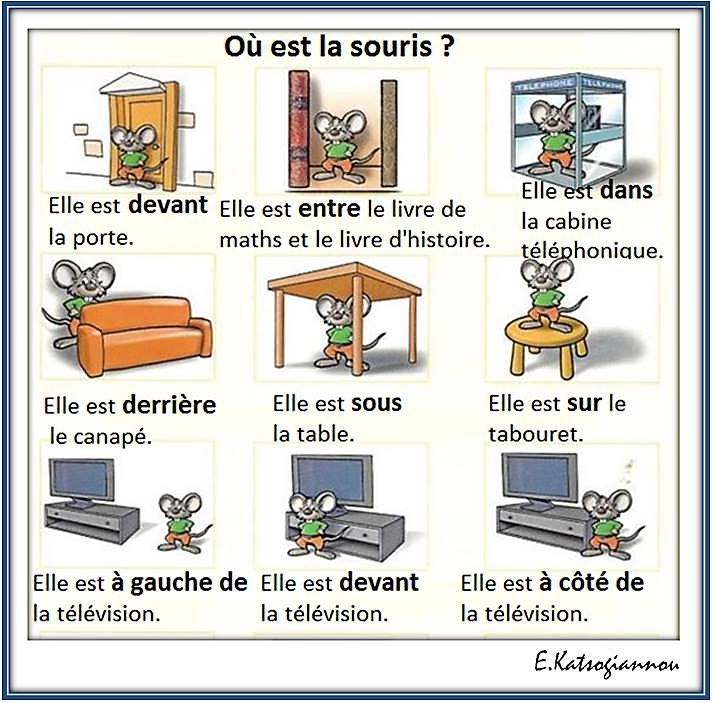 Où est la souris ?
TELEPHONE TELEPHONE
Elle est devant
la porte.
Elle est entre le livre de
maths et le livre d'histoire.
Elle est dans
la cabine
téléphonique.
Elle est derrière
le canapé.
Elle est sous
la table.
Elle est sur le
tabouret.
Elle est à gauche de
la télévision.
Elle est devant
la télévision.
Elle est à côté de
la télévision.
E.Katsogiannou